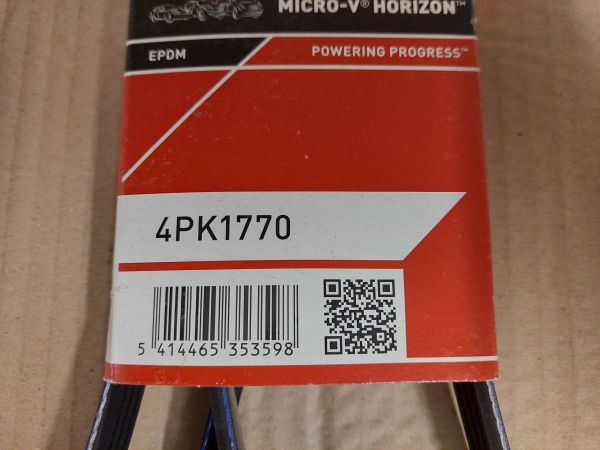 MICRO-V® HORIZON™
EPDM
POWERING PROGRESS™
4PK1770
5 414465 353598